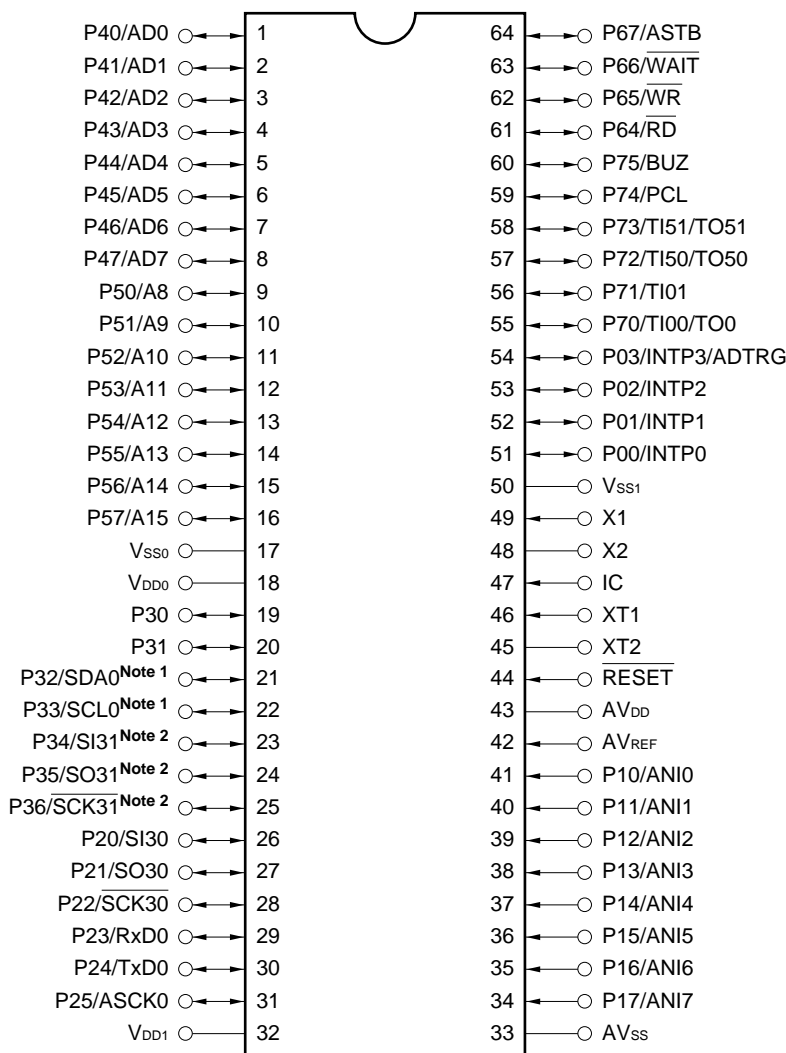 P40/AD0 1 64 P67/ASTB
P41/AD1 2 63 P66/WAIT
P42/AD2 3 62 P65/WR
P43/AD3 4 61 P64/RD
P44/AD4 5 60 P75/BUZ
P45/AD5 6 59 P74/PCL
P46/AD6 7 58 P73/TI51/TO51
P47/AD7 8 57 P72/TI50/TO50
P50/A8 9 56 P71/TI01
P51/A9 10 55 P70/TI00/TO0
P52/A10 11 54 P03/INTP3/ADTRG
P53/A11 12 53 P02/INTP2
P54/A12 13 52 P01/INTP1
P55/A13 14 51 P00/INTP0
P56/A14 15 50 VSS1
P57/A15 16 49 X1
VSS0 17 48 X2
VDD0 18 47 IC
P30 19 46 XT1
P31 20 45 XT2
P32/SDA0Note 1 21 44 RESET
P33/SCL0Note 1 22 43 AVDD
P34/SI31Note 2 23 42 AVREF
P35/SO31Note 2 24 41 P10/ANI0
P36/SCK31Note 2 25 40 P11/ANI1
P20/SI30 26 39 P12/ANI2
P21/SO30 27 38 P13/ANI3
P22/SCK30 28 37 P14/ANI4
P23/RxD0 29 36 P15/ANI5
P24/TxD0 30 35 P16/ANI6
P25/ASCK0 31 34 P17/ANI7
VDD1 32 33 AVSS